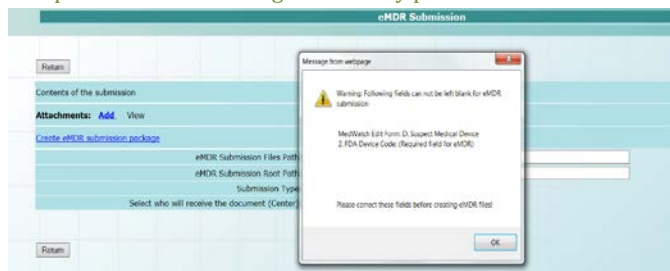 eMDR Submission
Return
Message from webpage
Contents of the submission
Warning: Following fields can not be left blank for eMDR
submission
Attachments: Add View
MedWatch Edit Form: D. Suspect Medical Device
2. FDA Device Code: (Required field for eMDR)
Create eMDR submission package
eMDR Submission Files Path
eMDR Submission Root Path
Submission Type
Select who will receive the document (Center)
Please correct these fields before creating eMDR files!
OK
Return